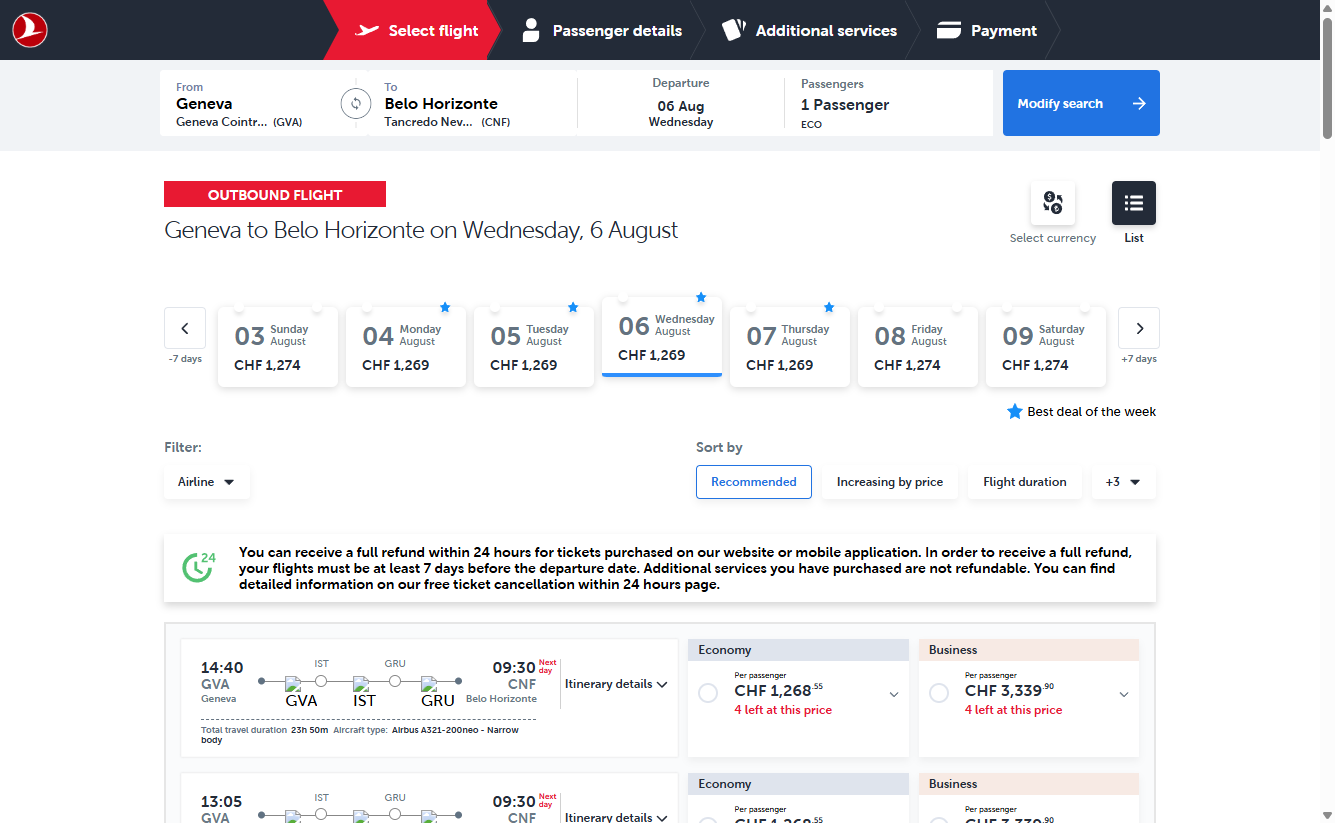 Select flight
Passenger details
Additional services
Payment
From
Geneva
Geneva Cointr... (GVA)
To
Belo Horizonte
Tancredo Nev... (CNF)
Departure
06 Aug
Wednesday
Passengers
1 Passenger
ECO
Modify search
OUTBOUND FLIGHT
Geneva to Belo Horizonte on Wednesday, 6 August
Select currency
List
-7 days
03 Sunday August
CHF 1,274
04 Monday August
CHF 1,269
05 Tuesday August
CHF 1,269
06 Wednesday August
CHF 1,269
07 Thursday August
CHF 1,269
08 Friday August
CHF 1,274
09 Saturday August
CHF 1,274
+7 days
Best deal of the week
Filter:
Airline
Sort by
Recommended
Increasing by price
Flight duration
+3
24
You can receive a full refund within 24 hours for tickets purchased on our website or mobile application. In order to receive a full refund,
your flights must be at least 7 days before the departure date. Additional services you have purchased are not refundable. You can find
detailed information on our free ticket cancellation within 24 hours page.
14:40
GVA
Geneva
IST
GRU
GVA
IST
GRU
09:30 Next day
CNF
Belo Horizonte
Itinerary details
Total travel duration 23h 50m Aircraft type: Airbus A321-200neo - Narrow
body
Economy
Per passenger
CHF 1,268.55
4 left at this price
Business
Per passenger
CHF 3,339.90
4 left at this price
13:05
GVA
IST
GRU
09:30 Next day
CNF
Itinerary details
Economy
Per passenger
CHF 1,268.55
Business
Per passenger
CHF 3,339.90